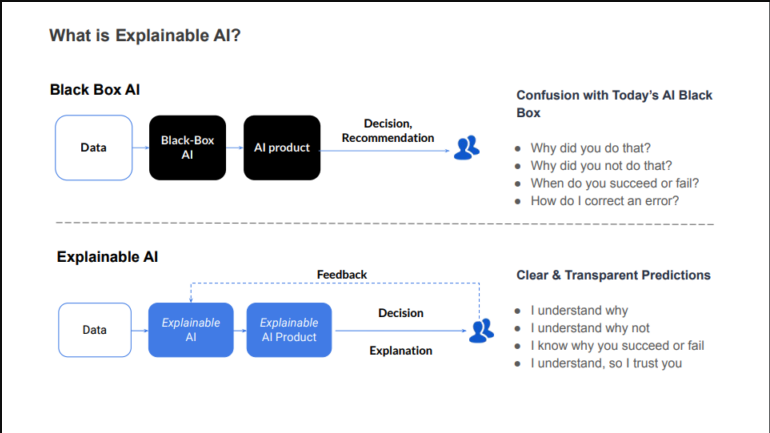 What is Explainable AI?
Black Box AI
Data
Black-Box
AI
AI product
Decision,
Recommendation
Confusion with Today's AI Black
Box
● Why did you do that?
● Why did you not do that?
● When do you succeed or fail?
● How do I correct an error?
Explainable AI
Feedback
Data
Explainable
AI
Explainable
AI Product
Decision
Explanation
Clear & Transparent Predictions
● I understand why
● I understand why not
● I know why you succeed or fail
● I understand, so I trust you